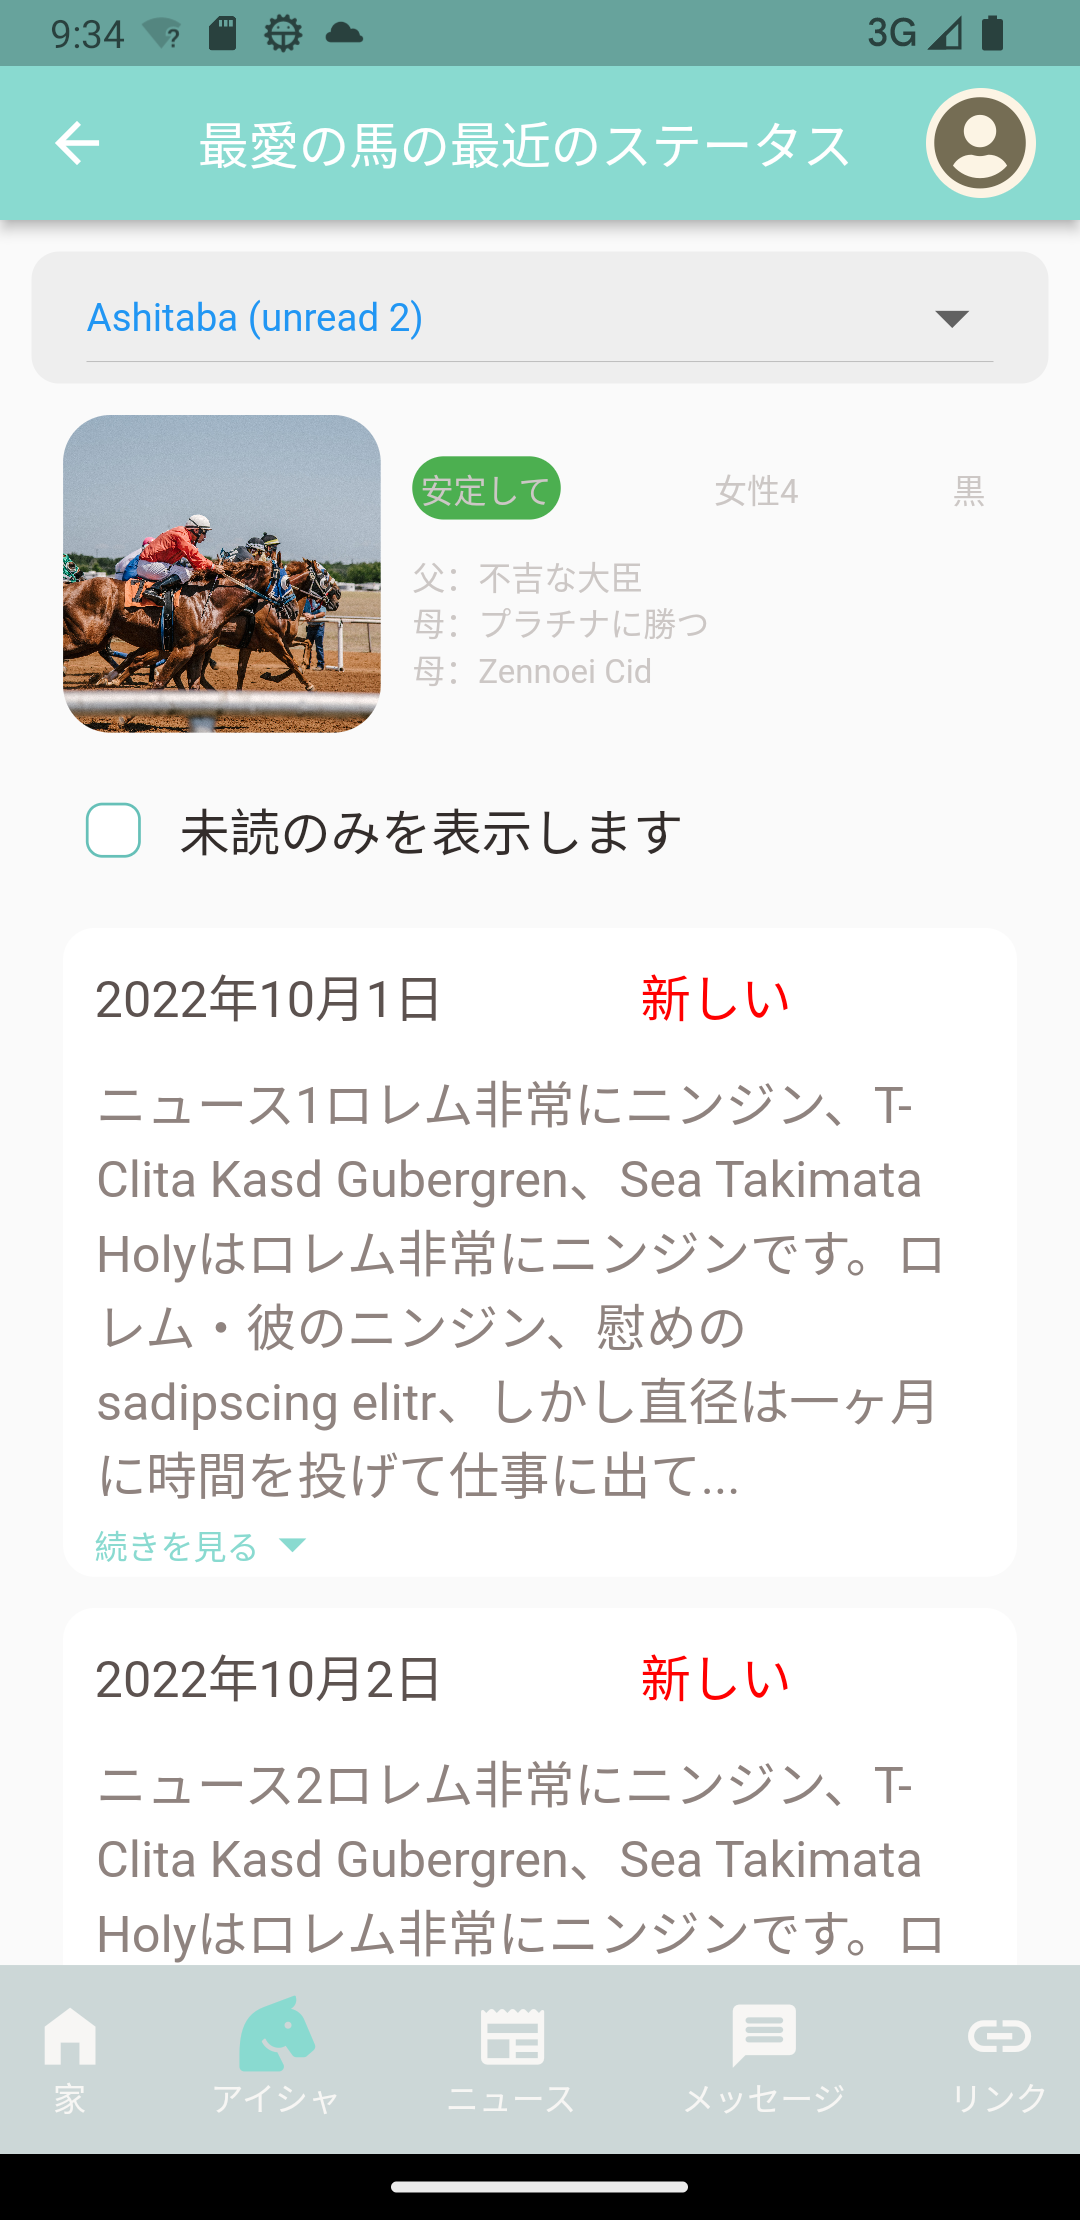 9:34
3G
最愛の馬の最近のステータス
Ashitaba (unread 2)
安定して 女性4 黒
父：不吉な大臣
母：プラチナに勝つ
母：Zennoei Cid
未読のみを表示します
2022年10月1日 新しい
ニュース1ロレム非常にニンジン、T-
Clita Kasd Gubergren、Sea Takimata
Holyはロレム非常にニンジンです。ロ
レム・彼のニンジン、慰めの
sadipscing elitr、しかし直径は一ヶ月
に時間を投げて仕事に出て...
続きを見る
2022年10月2日 新しい
ニュース2ロレム非常にニンジン、T-
Clita Kasd Gubergren、Sea Takimata
Holyはロレム非常にニンジンです。ロ
家 アイシャ ニュース メッセージ リンク